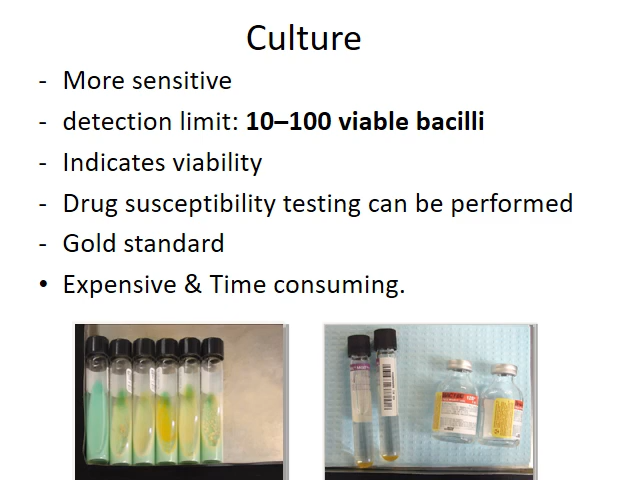 Culture
- More sensitive
- detection limit: 10–100 viable bacilli
- Indicates viability
- Drug susceptibility testing can be performed
- Gold standard
• Expensive & Time consuming.